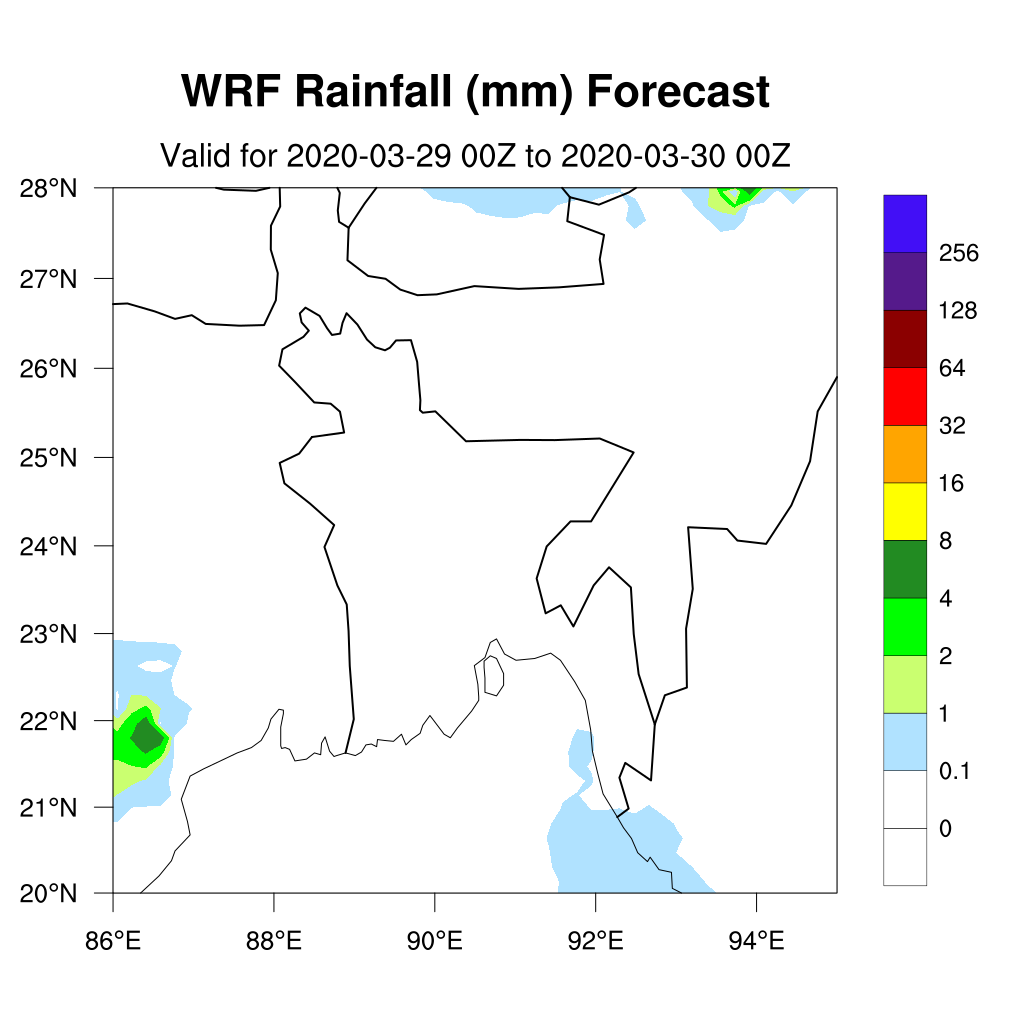 WRF Rainfall (mm) Forecast
Valid for 2020-03-29 00Z to 2020-03-30 00Z
28°N
27°N
26°N
25°N
24°N
23°N
22°N
21°N
20°N
86°E 88°E 90°E 92°E 94°E
256
128
64
32
16
8
4
2
1
0.1
0